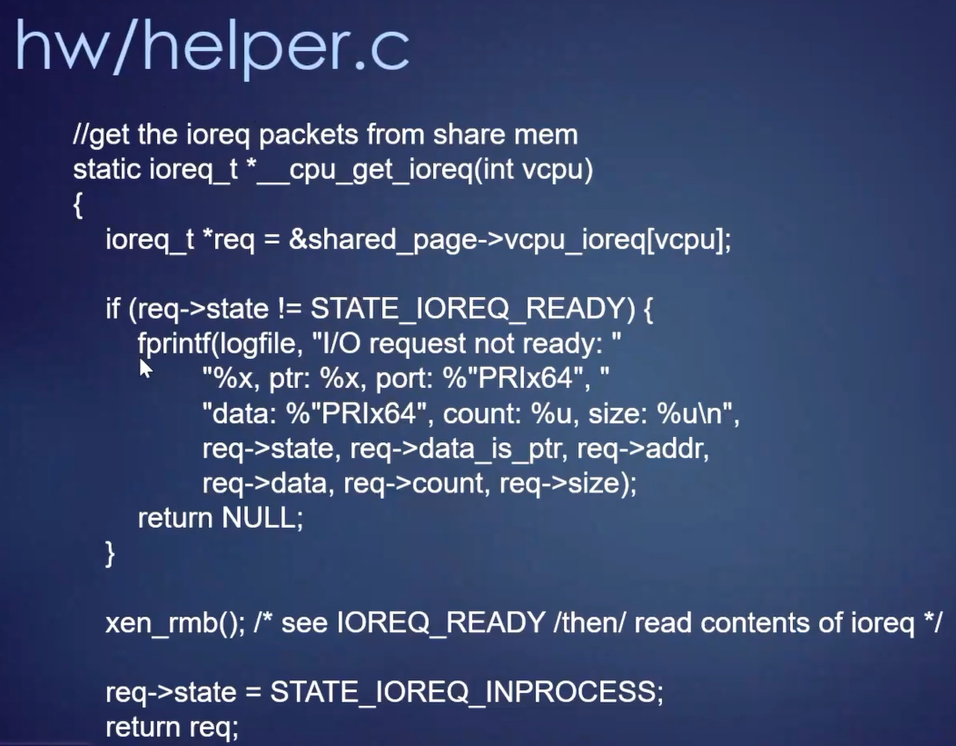 hw/helper.c
//get the ioreq packets from share mem
static ioreq_t *__cpu_get_ioreq(int vcpu)
{
ioreq_t *req = &shared_page->vcpu_ioreq[vcpu];
if (req->state != STATE_IOREQ_READY) {
fprintf(logfile, "I/O request not ready: "
"%x, ptr: %x, port: %"PRIx64", "
"data: %"PRIx64", count: %u, size: %u\n",
req->state, req->data_is_ptr, req->addr,
req->data, req->count, req->size);
return NULL;
}
xen_rmb(); /* see IOREQ_READY /then/ read contents of ioreq */
req->state = STATE_IOREQ_INPROCESS;
return req;